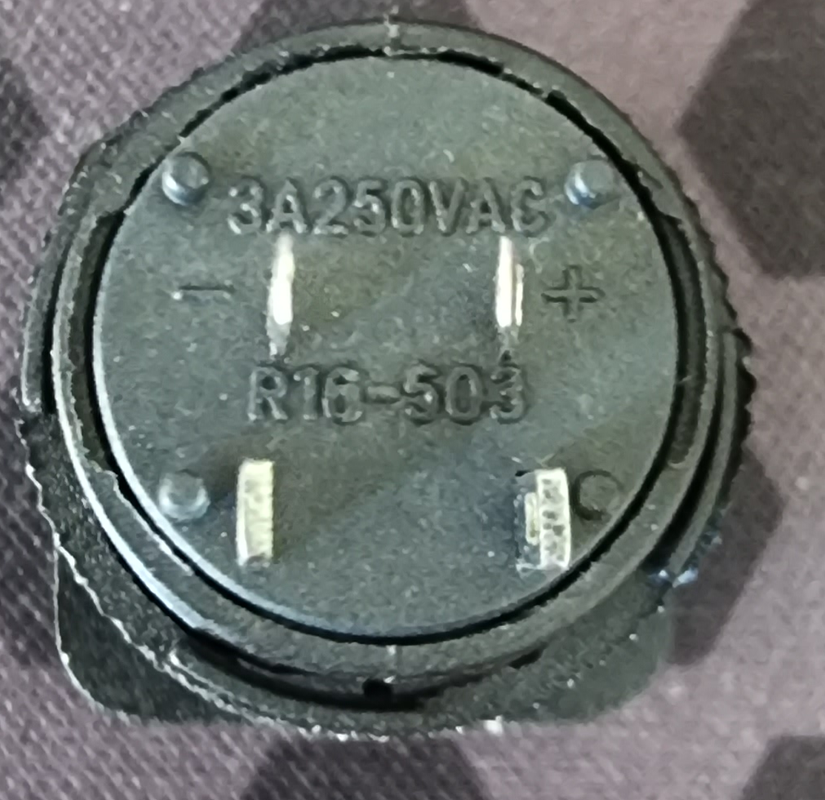 3A250VAC
− +
R16-503